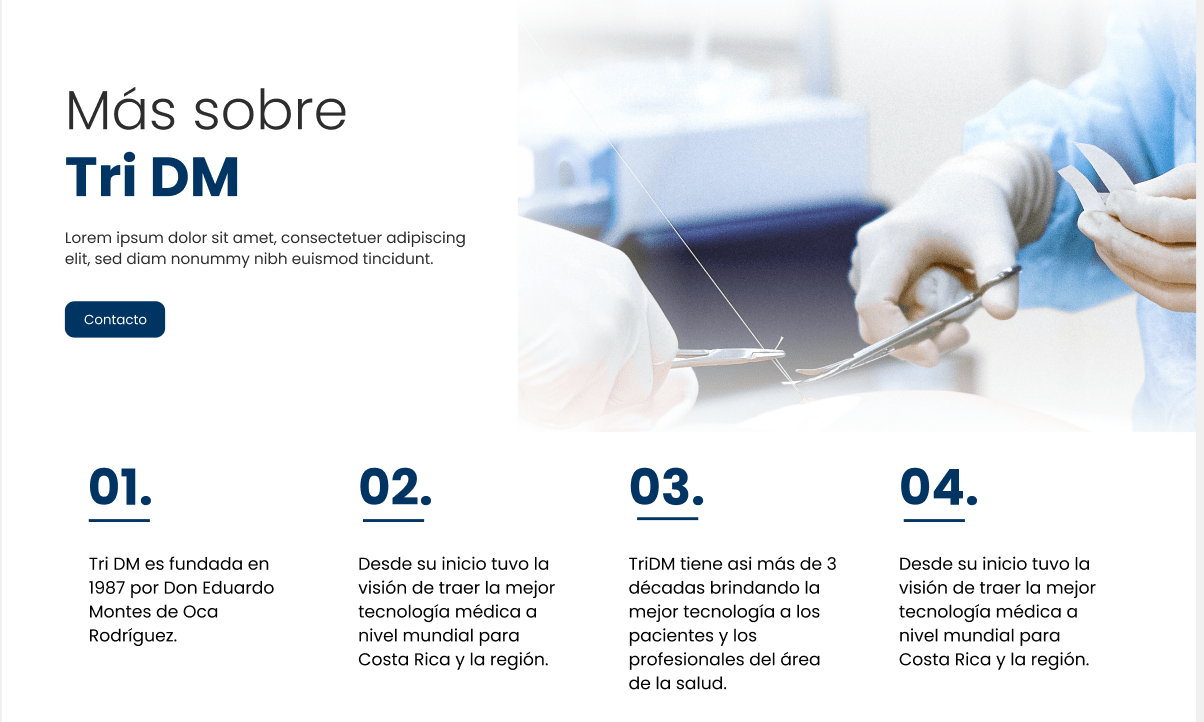 Más sobre
Tri DM
Lorem ipsum dolor sit amet, consectetuer adipiscing
elit, sed diam nonummy nibh euismod tincidunt.
Contacto
01.
Tri DM es fundada en
1987 por Don Eduardo
Montes de Oca
Rodríguez.
02.
Desde su inicio tuvo la
visión de traer la mejor
tecnología médica a
nivel mundial para
Costa Rica y la región.
03.
TriDM tiene asi más de 3
décadas brindando la
mejor tecnología a los
pacientes y los
profesionales del área
de la salud.
04.
Desde su inicio tuvo la
visión de traer la mejor
tecnología médica a
nivel mundial para
Costa Rica y la región.